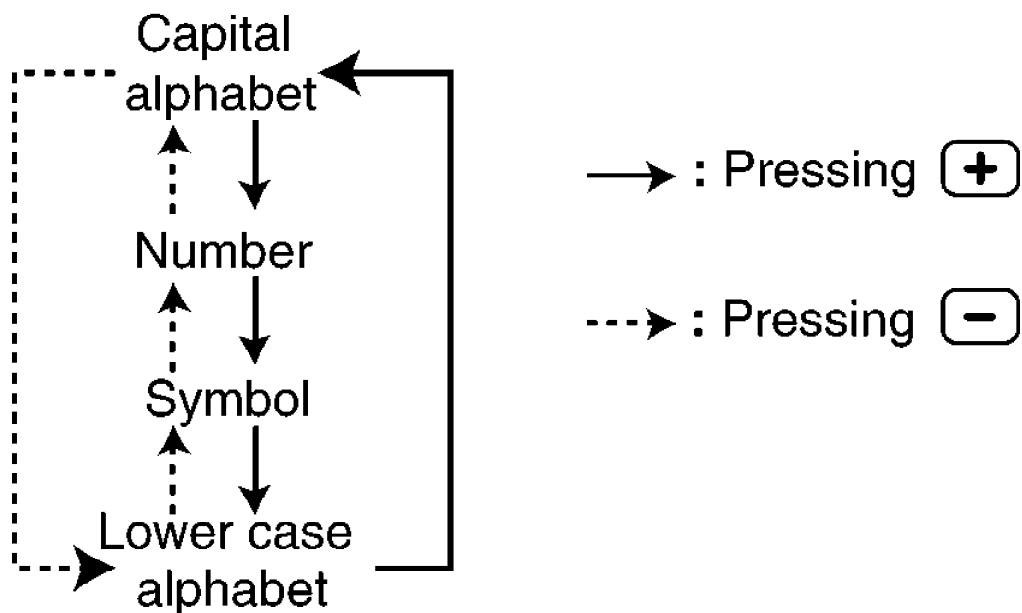 Capital
alphabet
Number
Symbol
Lower case
alphabet
: Pressing +
: Pressing −